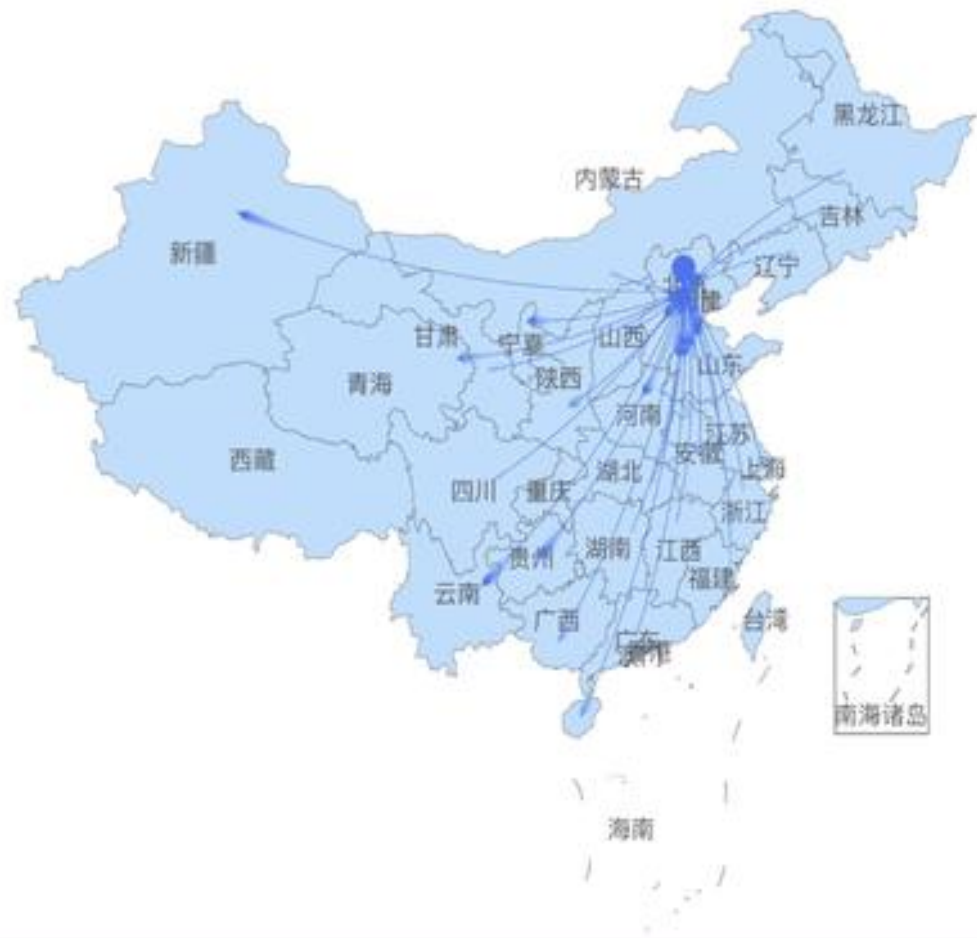 黑龙江
内蒙古
吉林
新疆
辽宁
甘肃
宁夏
山西
山东
青海
陕西
河南
江苏
安徽
西藏
上海
湖北
四川
重庆
浙江
湖南
江西
贵州
福建
云南
广西
台湾
广东
南海诸岛
海南